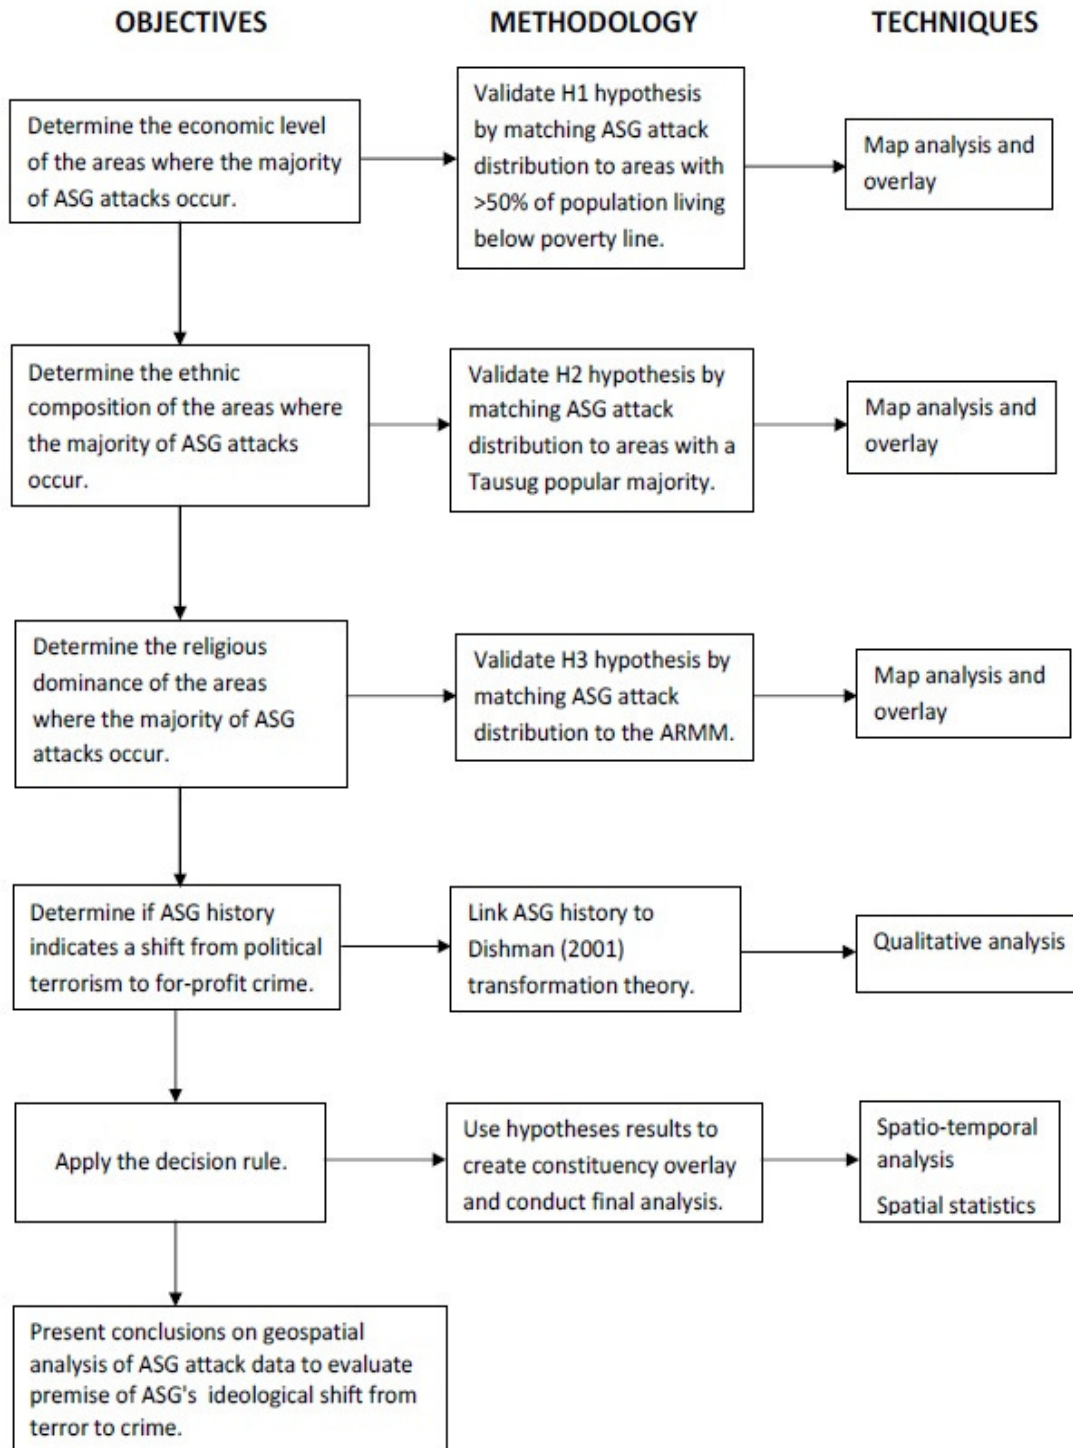 OBJECTIVES
METHODOLOGY
TECHNIQUES
Determine the economic level
of the areas where the majority
of ASG attacks occur.
Validate H1 hypothesis
by matching ASG attack
distribution to areas with
>50% of population living
below poverty line.
Map analysis and
overlay
Determine the ethnic
composition of the areas where
the majority of ASG attacks
occur.
Validate H2 hypothesis by
matching ASG attack
distribution to areas with a
Tausug popular majority.
Map analysis and
overlay
Determine the religious
dominance of the areas
where the majority of ASG
attacks occur.
Validate H3 hypothesis by
matching ASG attack
distribution to the ARMM.
Map analysis and
overlay
Determine if ASG history
indicates a shift from political
terrorism to for-profit crime.
Link ASG history to
Dishman (2001)
transformation theory.
Qualitative analysis
Apply the decision rule.
Use hypotheses results to
create constituency overlay
and conduct final analysis.
Spatio-temporal
analysis
Spatial statistics
Present conclusions on geospatial
analysis of ASG attack data to evaluate
premise of ASG's ideological shift from
terror to crime.